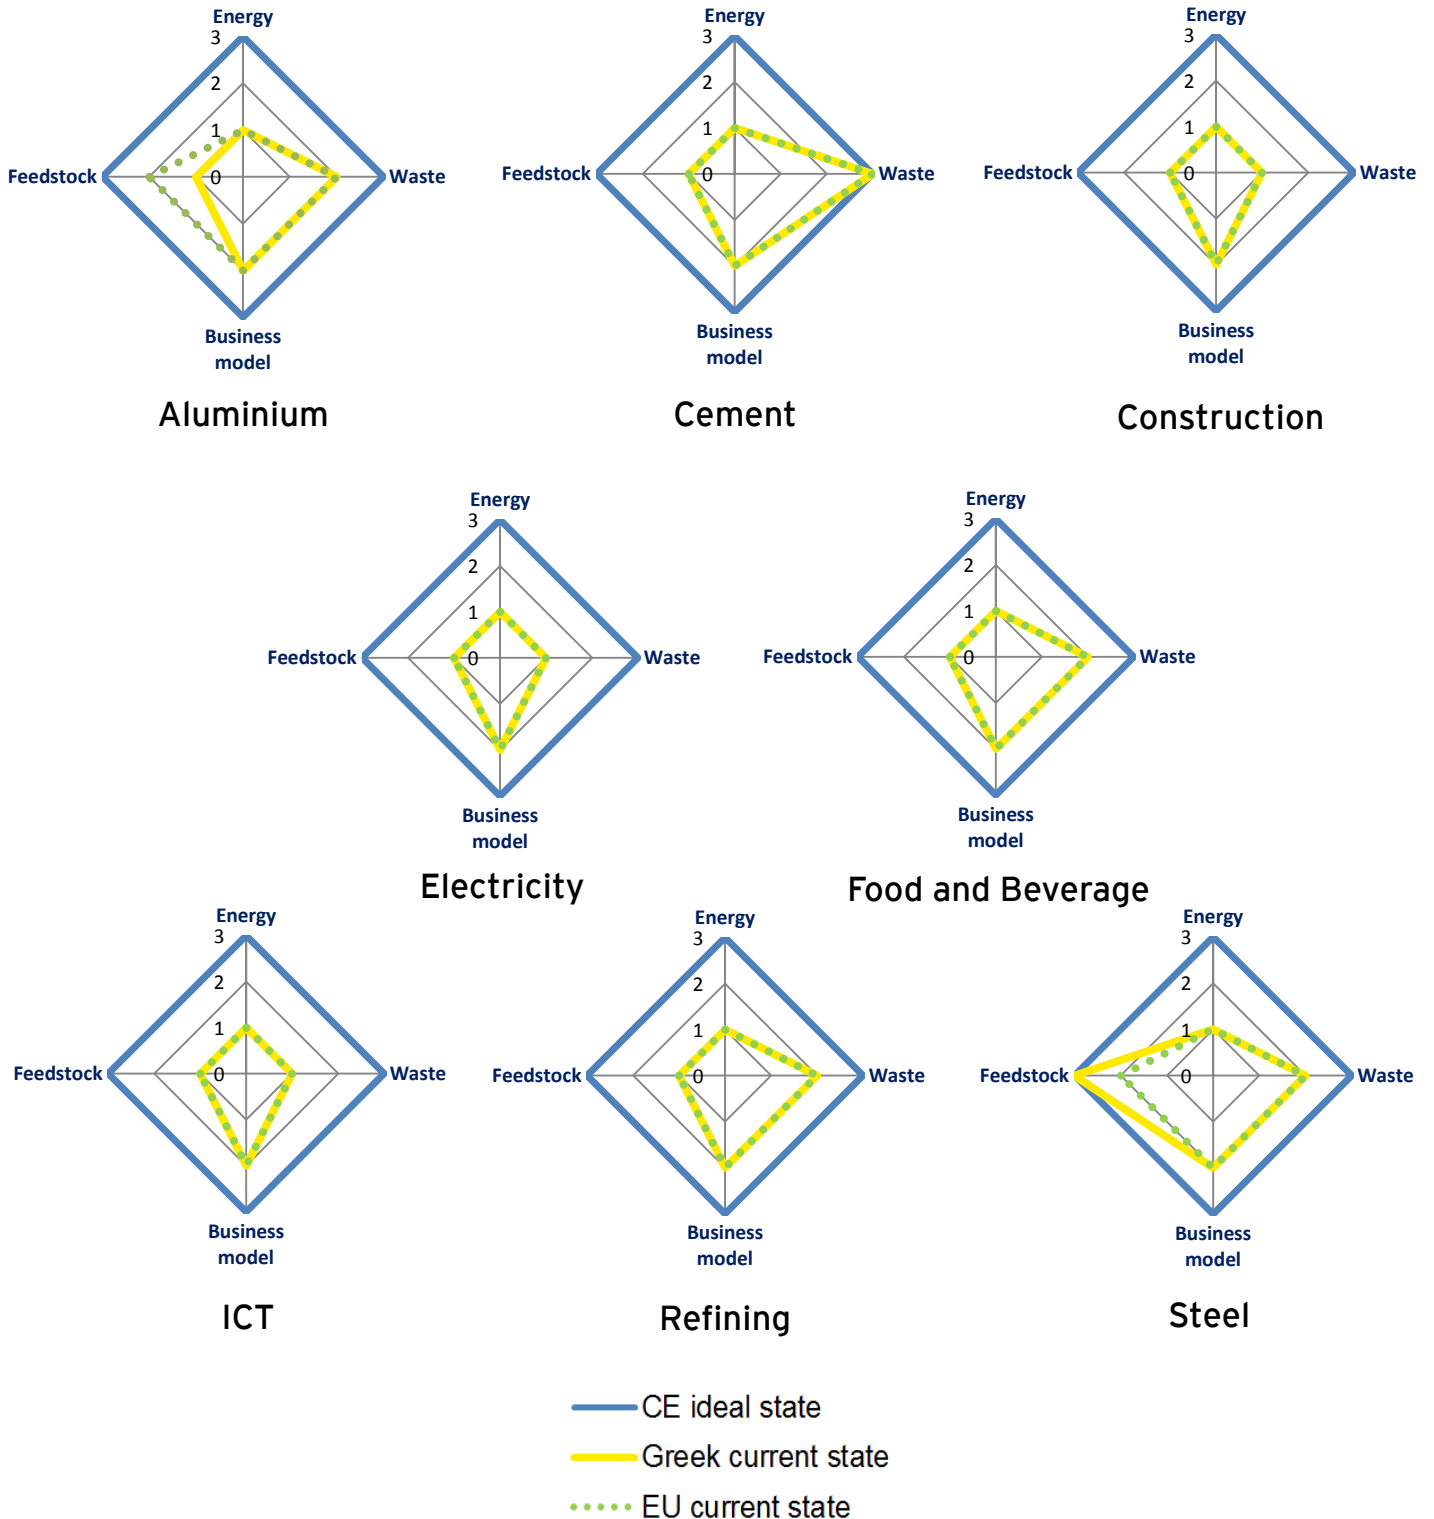 Energy
3
2
1
0
Feedstock
Waste
Business
model
Aluminium
Energy
3
2
1
0
Feedstock
Waste
Business
model
Cement
Energy
3
2
1
0
Feedstock
Waste
Business
model
Construction
Energy
3
2
1
0
Feedstock
Waste
Business
model
Electricity
Energy
3
2
1
0
Feedstock
Waste
Business
model
Food and Beverage
Energy
3
2
1
0
Feedstock
Waste
Business
model
ICT
Energy
3
2
1
0
Feedstock
Waste
Business
model
Refining
Energy
3
2
1
0
Feedstock
Waste
Business
model
Steel
CE ideal state
Greek current state
EU current state